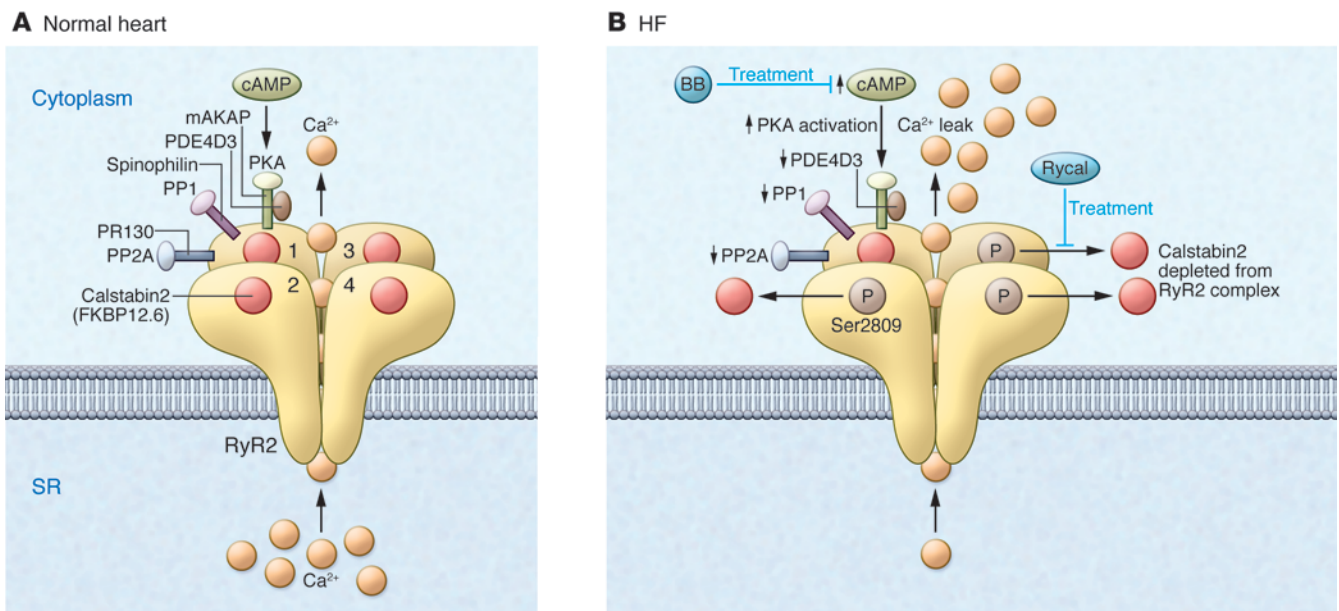 A Normal heart
Cytoplasm
cAMP
mAKAP
PDE4D3
Spinophilin
PP1
PKA
Ca²⁺
PR130
PP2A
Calstabin2
(FKBP12.6)
1
3
2
4
RyR2
SR
Ca²⁺
B HF
BB
Treatment
cAMP
PKA activation
Ca²⁺ leak
PDE4D3
PP1
PP2A
Rycal
Treatment
P
Calstabin2
depleted from
RyR2 complex
P
P
Ser2809